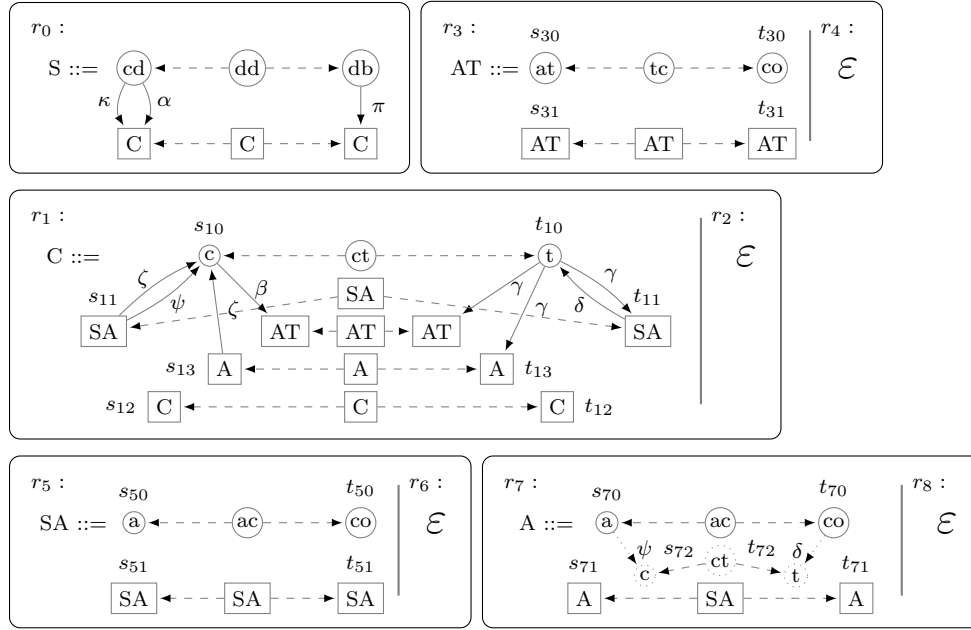 r₀ : r₃ : s₃₀ t₃₀ r₄ :
S ::= cd dd db AT ::= at tc co ε
κ α π s₃₁ t₃₁
C C C AT AT AT
r₁ : s₁₀ t₁₀ r₂ :
C ::= c ct t ε
ζ β SA γ γ
s₁₁ ψ ζ γ δ t₁₁
SA AT AT AT SA
s₁₃ A A A t₁₃
s₁₂ C C C t₁₂
r₅ : s₅₀ t₅₀ r₆ : r₇ : s₇₀ t₇₀ r₈ :
SA ::= a ac co ε A ::= a ac co ε
s₅₁ t₅₁ s₇₁ ψ s₇₂ t₇₂ δ t₇₁
c ct t
SA SA SA A SA A